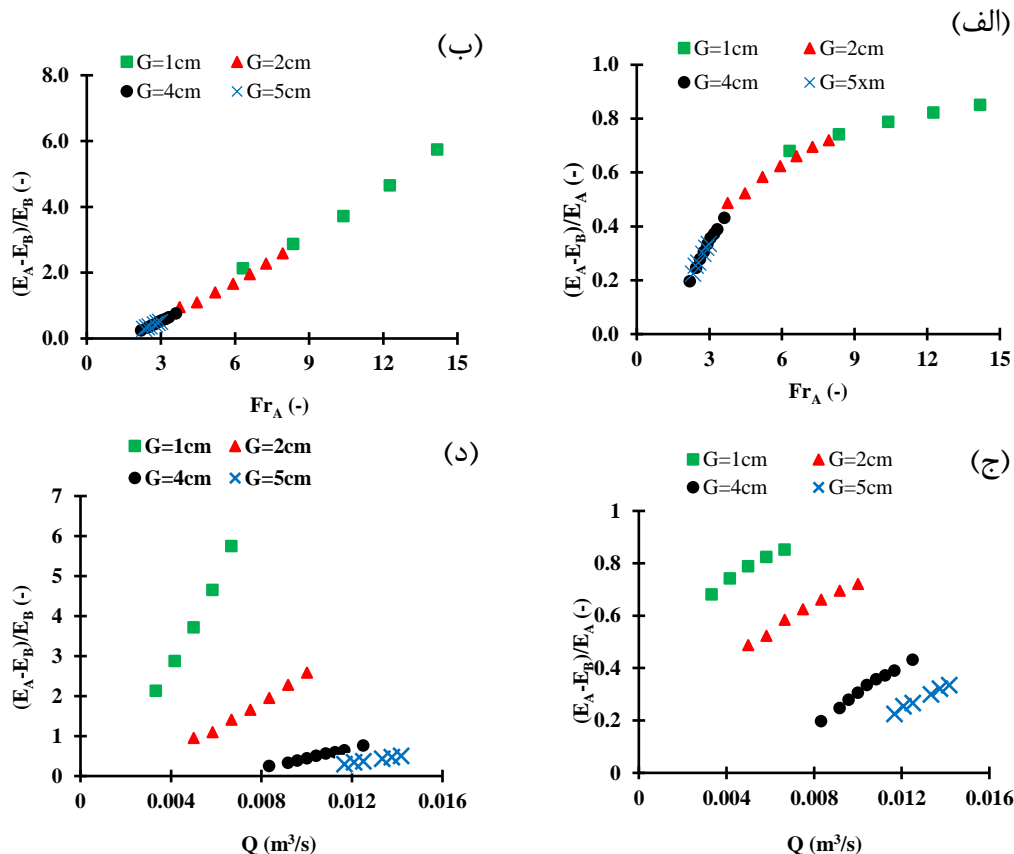 (ب)
G=1cm G=2cm
G=4cm G=5cm
8.0
6.0
4.0
2.0
0.0
0 3 6 9 12 15
(E_A-E_B)/E_B (-)
Fr_A (-)
(الف)
G=1cm G=2cm
G=4cm G=5xm
1.0
0.8
0.6
0.4
0.2
0.0
0 3 6 9 12 15
(E_A-E_B)/E_A (-)
Fr_A (-)
(د)
G=1cm G=2cm
G=4cm G=5cm
7
6
5
4
3
2
1
0
0 0.004 0.008 0.012 0.016
(E_A-E_B)/E_B (-)
Q (m³/s)
(ج)
G=1cm G=2cm
G=4cm G=5cm
1
0.8
0.6
0.4
0.2
0
0 0.004 0.008 0.012 0.016
(E_A-E_B)/E_A (-)
Q (m³/s)